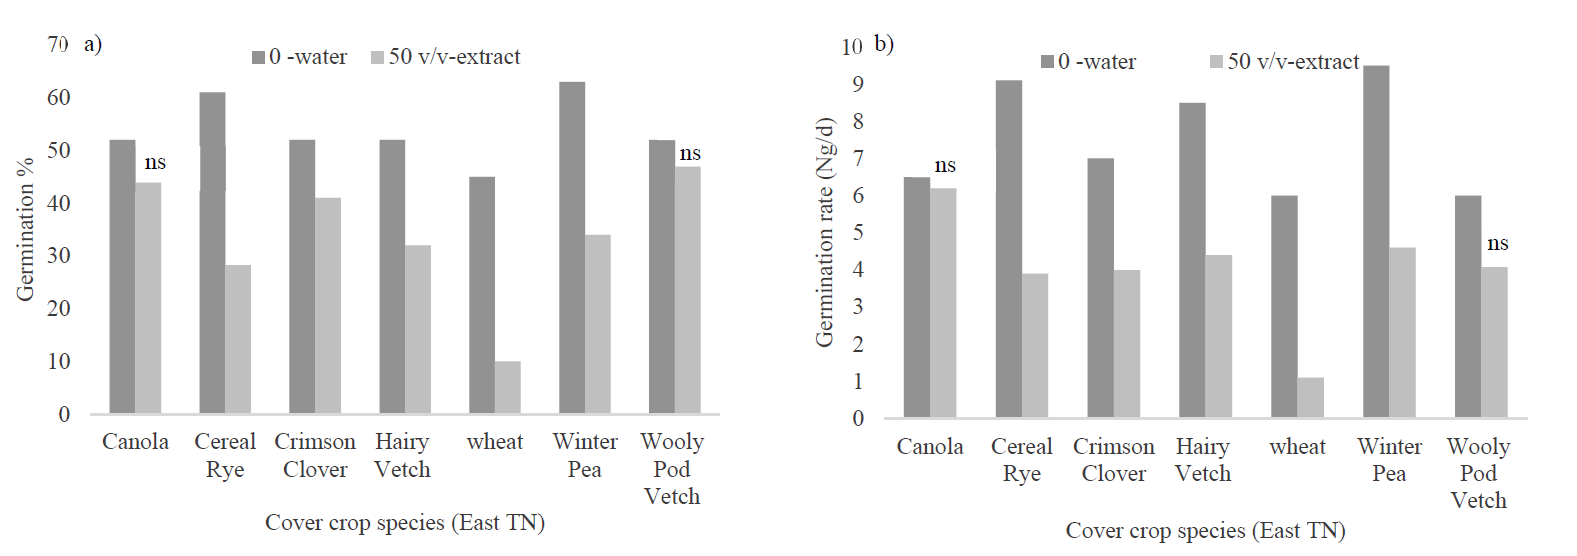 a)
0 -water
50 v/v-extract
70
60
50
40
30
20
10
0
Germination %
ns
ns
Canola
Cereal
Rye
Crimson
Clover
Hairy
Vetch
wheat
Winter
Pea
Wooly
Pod
Vetch
Cover crop species (East TN)
b)
0 -water
50 v/v-extract
10
9
8
7
6
5
4
3
2
1
0
Germination rate (Ng/d)
ns
ns
Canola
Cereal
Rye
Crimson
Clover
Hairy
Vetch
wheat
Winter
Pea
Wooly
Pod
Vetch
Cover crop species (East TN)